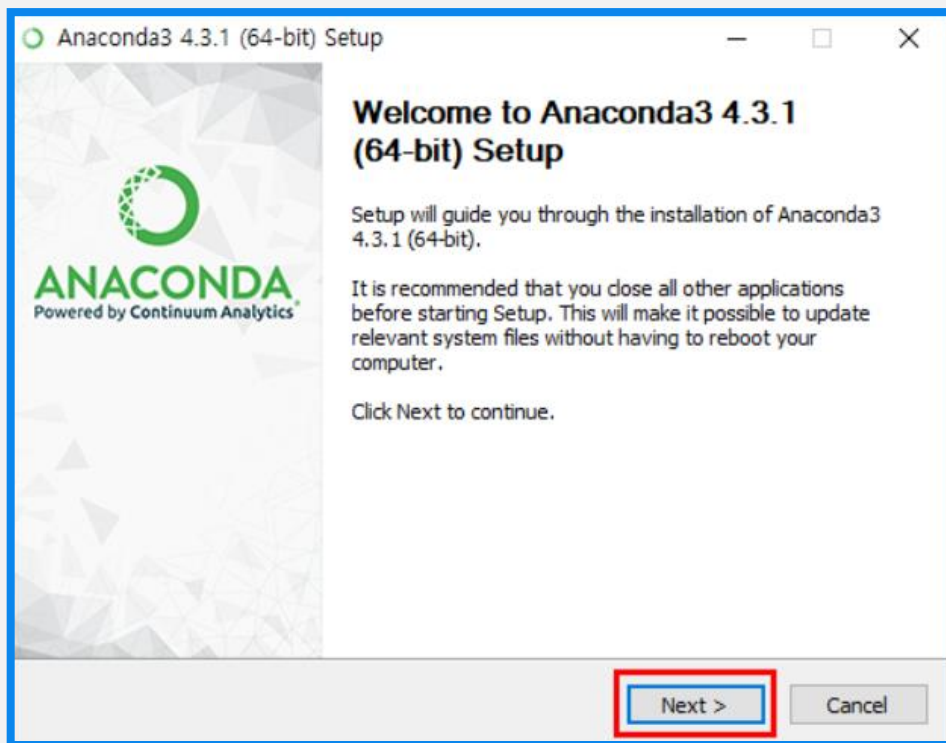 Anaconda3 4.3.1 (64-bit) Setup
Welcome to Anaconda3 4.3.1
(64-bit) Setup
Setup will guide you through the installation of Anaconda3
4.3.1 (64-bit).
It is recommended that you close all other applications
before starting Setup. This will make it possible to update
relevant system files without having to reboot your
computer.
Click Next to continue.
ANACONDA
Powered by Continuum Analytics
Next >
Cancel